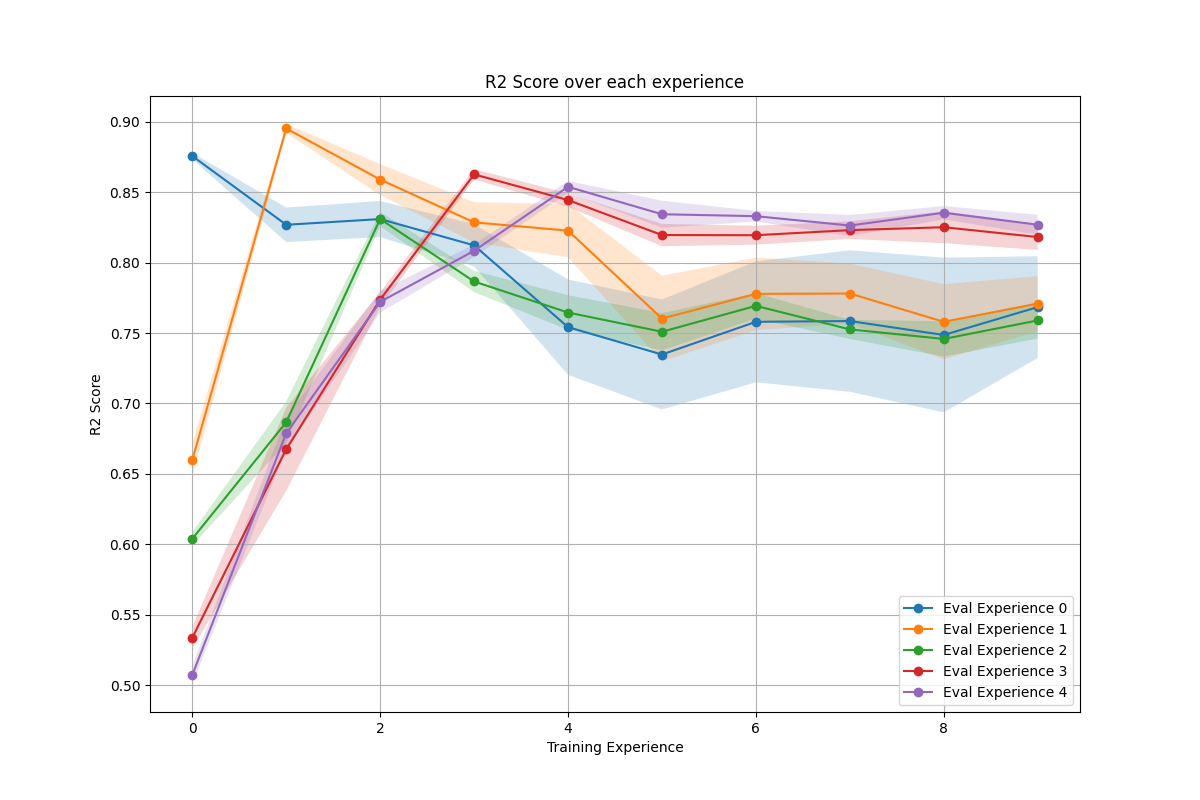 R2 Score over each experience
R2 Score
0.90
0.85
0.80
0.75
0.70
0.65
0.60
0.55
0.50
0
2
4
6
8
Training Experience
Eval Experience 0
Eval Experience 1
Eval Experience 2
Eval Experience 3
Eval Experience 4